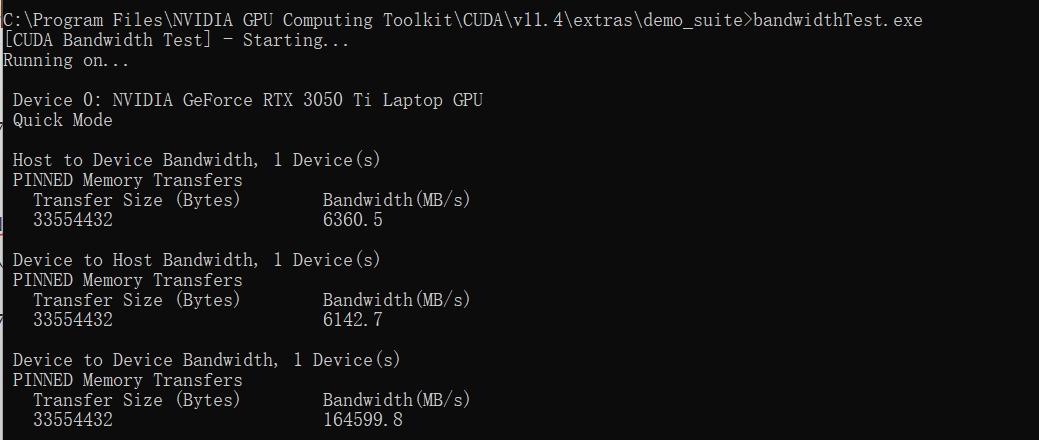 C:\Program Files\NVIDIA GPU Computing Toolkit\CUDA\v11.4\extras\demo_suite>bandwidthTest.exe
[CUDA Bandwidth Test] - Starting...
Running on...
Device 0: NVIDIA GeForce RTX 3050 Ti Laptop GPU
Quick Mode
Host to Device Bandwidth, 1 Device(s)
PINNED Memory Transfers
Transfer Size (Bytes) Bandwidth(MB/s)
33554432 6360.5
Device to Host Bandwidth, 1 Device(s)
PINNED Memory Transfers
Transfer Size (Bytes) Bandwidth(MB/s)
33554432 6142.7
Device to Device Bandwidth, 1 Device(s)
PINNED Memory Transfers
Transfer Size (Bytes) Bandwidth(MB/s)
33554432 164599.8